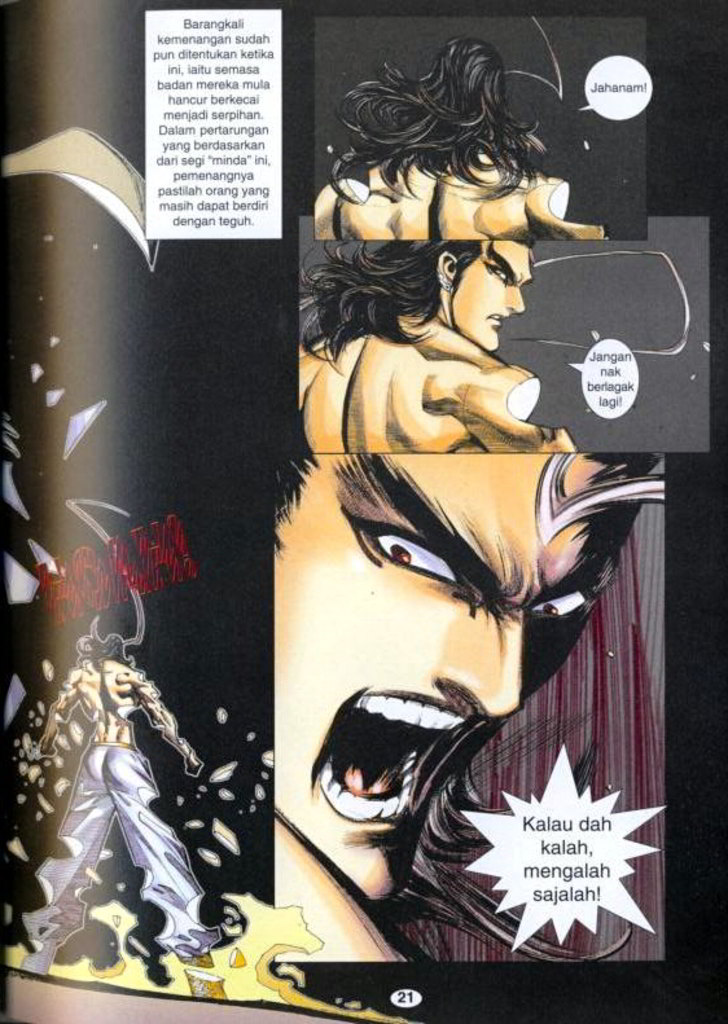 Barangkali
kemenangan sudah
pun ditentukan ketika
ini, iaitu semasa
badan mereka mula
hancur berkecai
menjadi serpihan.
Dalam pertarungan
yang berdasarkan
dari segi "minda" ini,
pemenangnya
pastilah orang yang
masih dapat berdiri
dengan teguh.
Jahanam!
Jangan
nak
berlagak
lagi!
Kalau dah
kalah,
mengalah
sajalah!
21